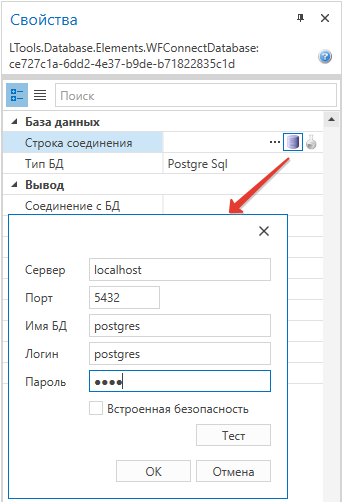 Свойства
LTools.Database.Elements.WFConnectDatabase:
ce727c1a-6dd2-4e37-b9de-b71822835c1d
Поиск
База данных
Строка соединения
Тип БД Postgre Sql
Вывод
Соединение с БД
Сервер localhost
Порт 5432
Имя БД postgres
Логин postgres
Пароль ●●●●
Встроенная безопасность
Тест
OK Отмена